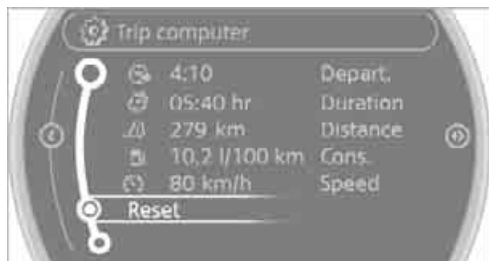 Trip computer
4:10 Depart.
05:40 hr Duration
279 km Distance
10,2 l/100 km Cons.
80 km/h Speed
Reset